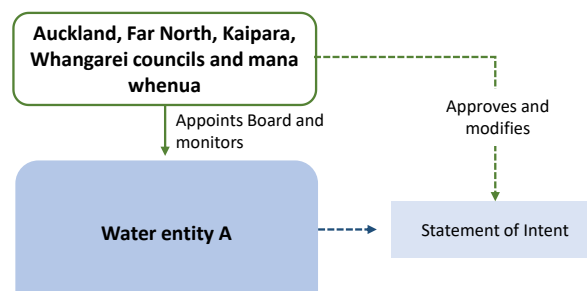 Auckland, Far North, Kaipara,
Whangarei councils and mana
whenua
Appoints Board and
monitors
Approves and
modifies
Water entity A
Statement of Intent